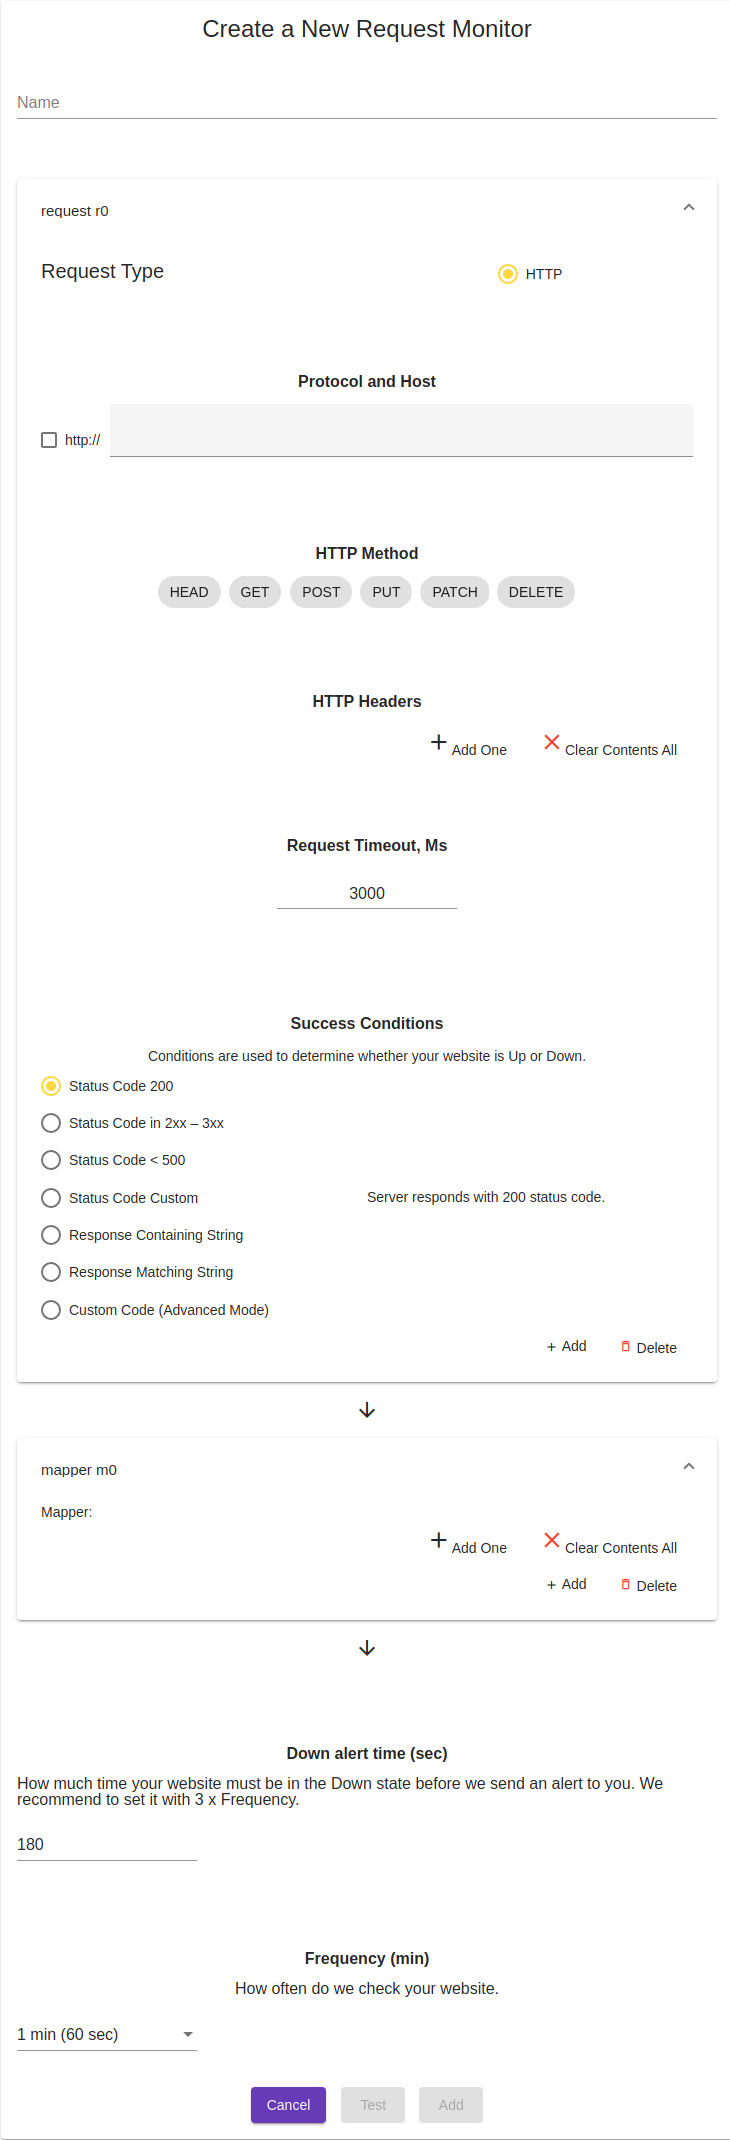 Create a New Request Monitor
Name
request r0
Request Type
HTTP
Protocol and Host
http://
HTTP Method
HEAD GET POST PUT PATCH DELETE
HTTP Headers
Add One Clear Contents All
Request Timeout, Ms
3000
Success Conditions
Conditions are used to determine whether your website is Up or Down.
Status Code 200
Status Code in 2xx – 3xx
Status Code < 500
Status Code Custom
Server responds with 200 status code.
Response Containing String
Response Matching String
Custom Code (Advanced Mode)
+ Add Delete
mapper m0
Mapper:
Add One Clear Contents All
+ Add Delete
Down alert time (sec)
How much time your website must be in the Down state before we send an alert to you. We
recommend to set it with 3 x Frequency.
180
Frequency (min)
How often do we check your website.
1 min (60 sec)
Cancel Test Add